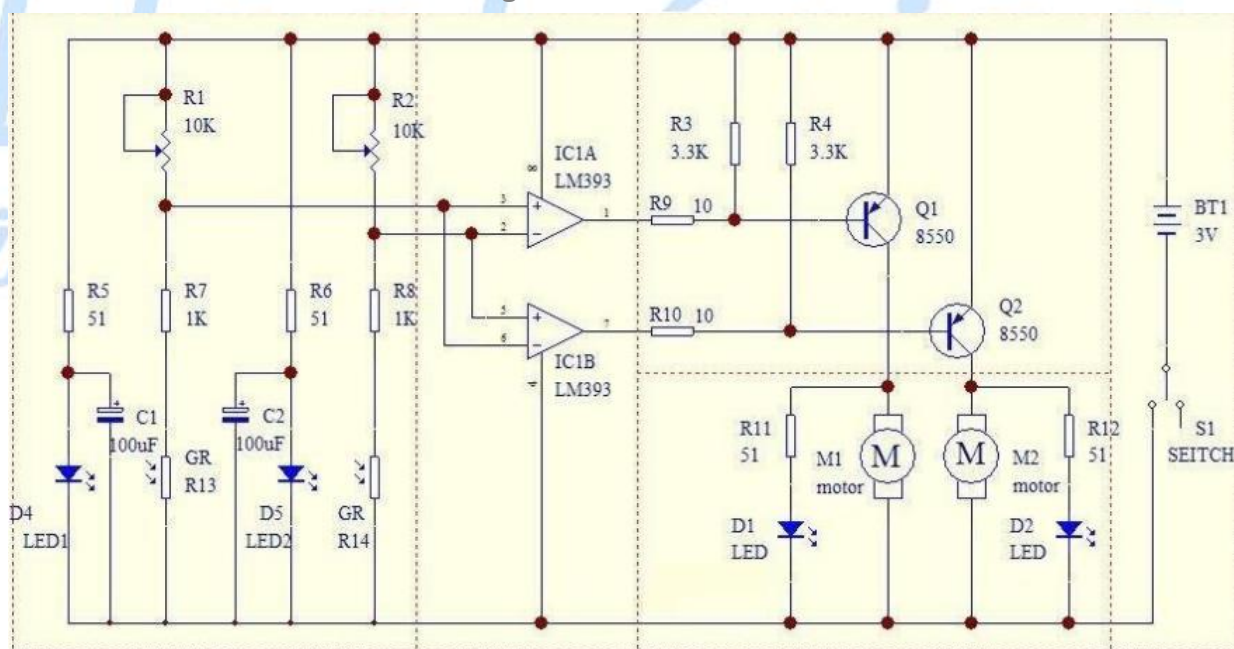 R1
10K
R2
10K
IC1A
LM393
8
3
2
1
+
−
R3
3.3K
R4
3.3K
R9 10
Q1
8550
BT1
3V
R5
51
R7
1K
R6
51
R8
1K
5
6
7
+
−
R10 10
IC1B
LM393
4
Q2
8550
C1
100uF
C2
100uF
GR
R13
D4
LED1
D5
LED2
GR
R14
R11
51
M
M1
motor
M
M2
motor
R12
51
S1
SEITCH
D1
LED
D2
LED